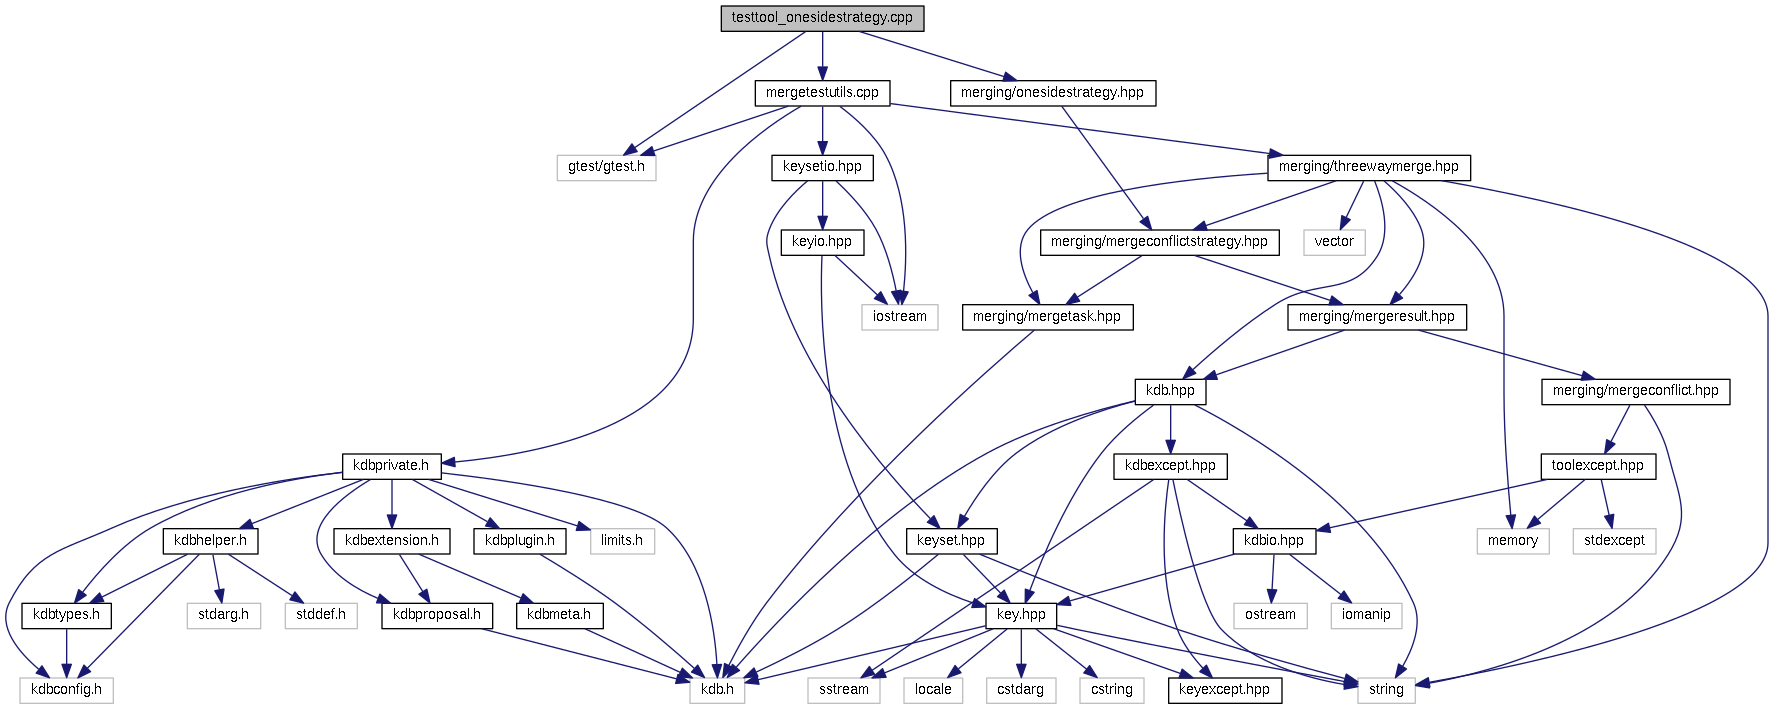 testtool_onesidestrategy.cpp
mergetestutils.cpp
merging/onesidestrategy.hpp
gtest/gtest.h
keysetio.hpp
merging/threewaymerge.hpp
keyio.hpp
merging/mergeconflictstrategy.hpp
vector
iostream
merging/mergetask.hpp
merging/mergeresult.hpp
kdb.hpp
merging/mergeconflict.hpp
kdbprivate.h
kdbexcept.hpp
toolexcept.hpp
kdbhelper.h
kdbextension.h
kdbplugin.h
limits.h
keyset.hpp
kdbio.hpp
memory
stdexcept
kdbtypes.h
stdarg.h
stddef.h
kdbproposal.h
kdbmeta.h
key.hpp
ostream
iomanip
kdbconfig.h
kdb.h
sstream
locale
cstdarg
cstring
keyexcept.hpp
string